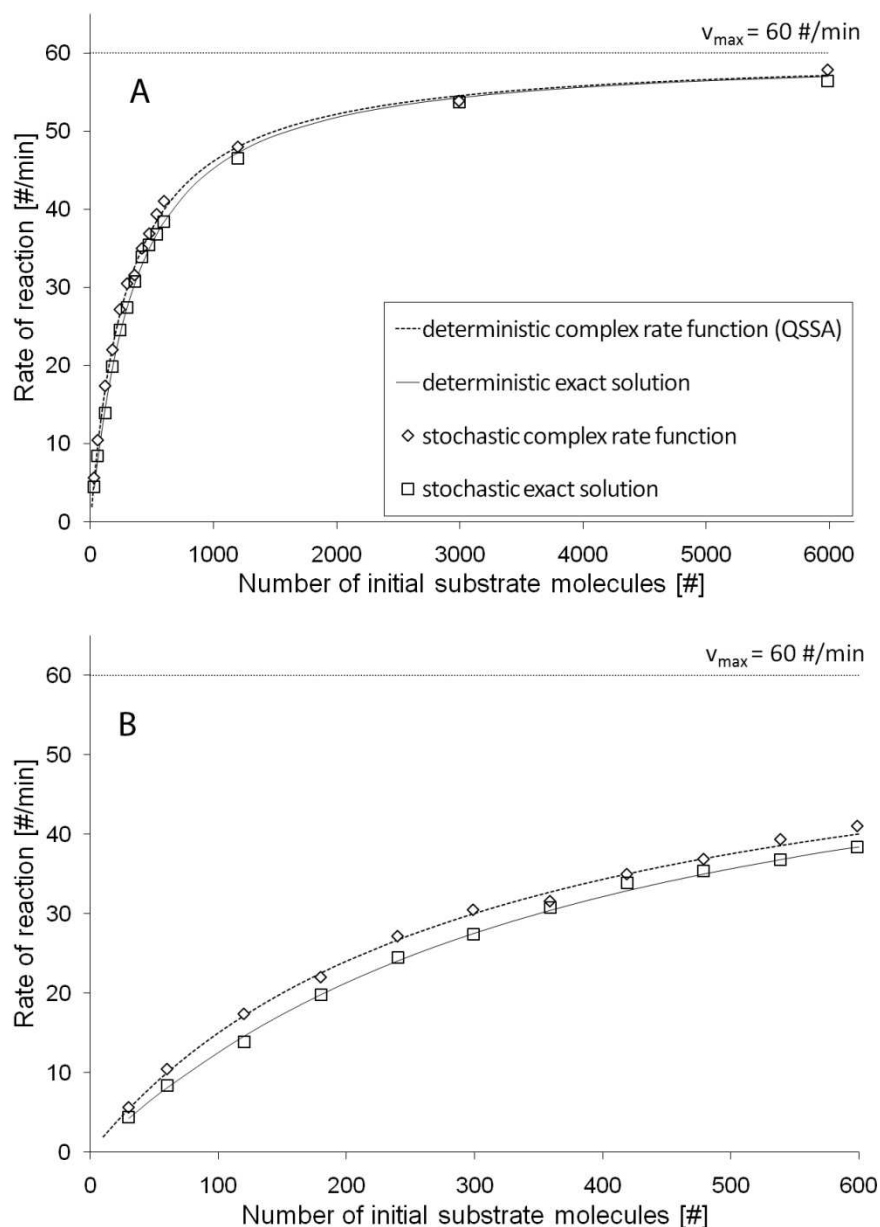 v_max = 60 #/min
A
60
50
40
30
20
10
0
Rate of reaction [#/min]
deterministic complex rate function (QSSA)
deterministic exact solution
stochastic complex rate function
stochastic exact solution
0 1000 2000 3000 4000 5000 6000
Number of initial substrate molecules [#]
v_max = 60 #/min
B
60
50
40
30
20
10
0
Rate of reaction [#/min]
0 100 200 300 400 500 600
Number of initial substrate molecules [#]